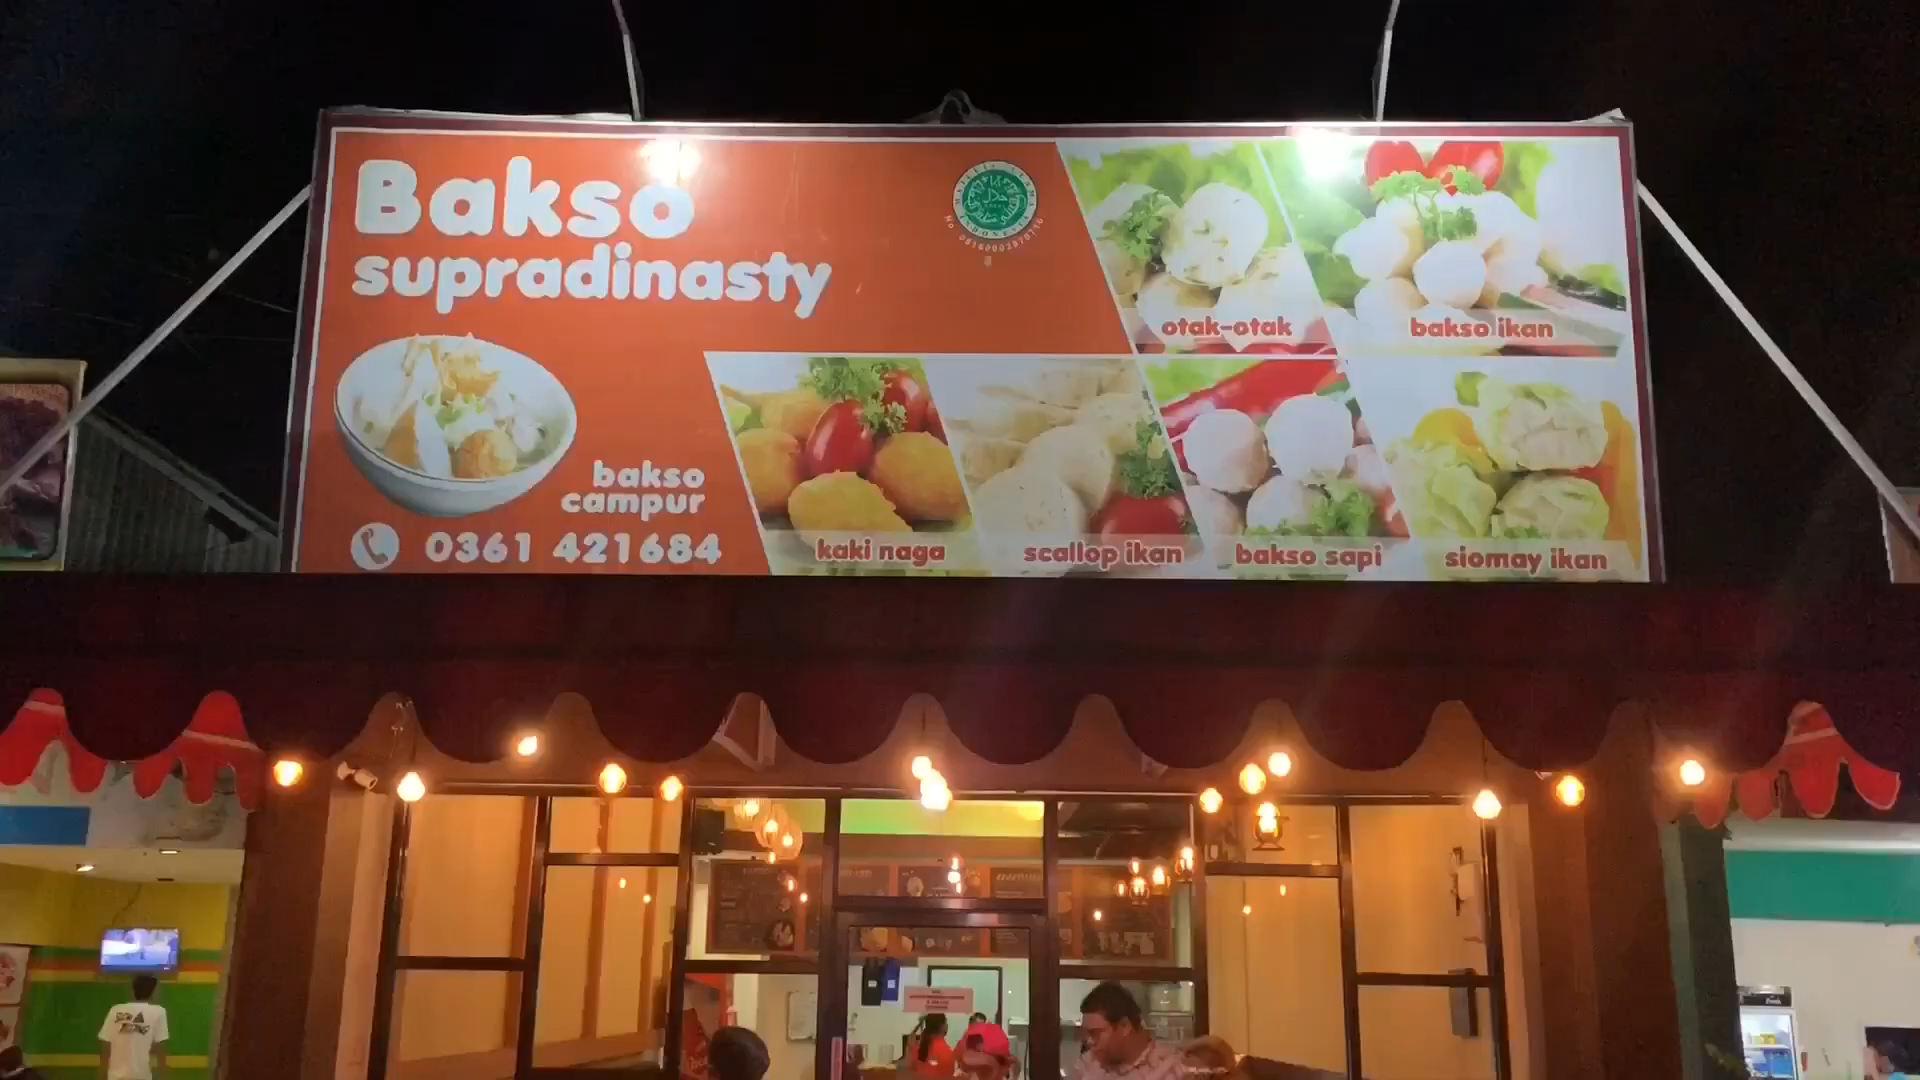 Bakso
supradinasty
otak-otak
bakso ikan
bakso
campur
0361 421684
kaki naga
scallop ikan
bakso sapi
siomay ikan